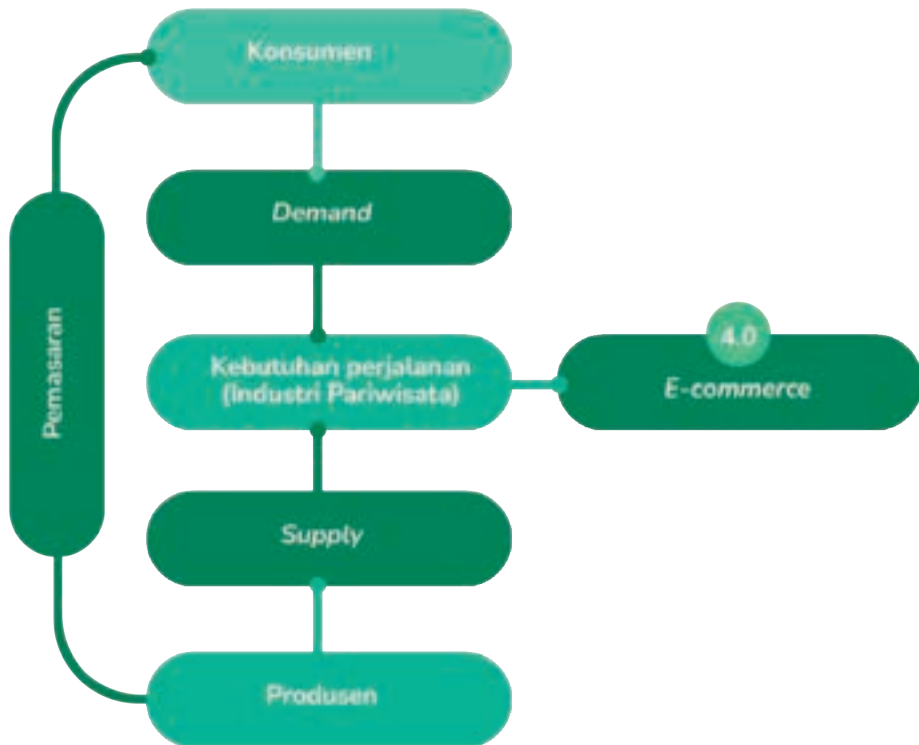 Konsumen
Demand
Pemasaran
Kebutuhan perjalanan
(Industri Pariwisata)
4.0
E-commerce
Supply
Produsen